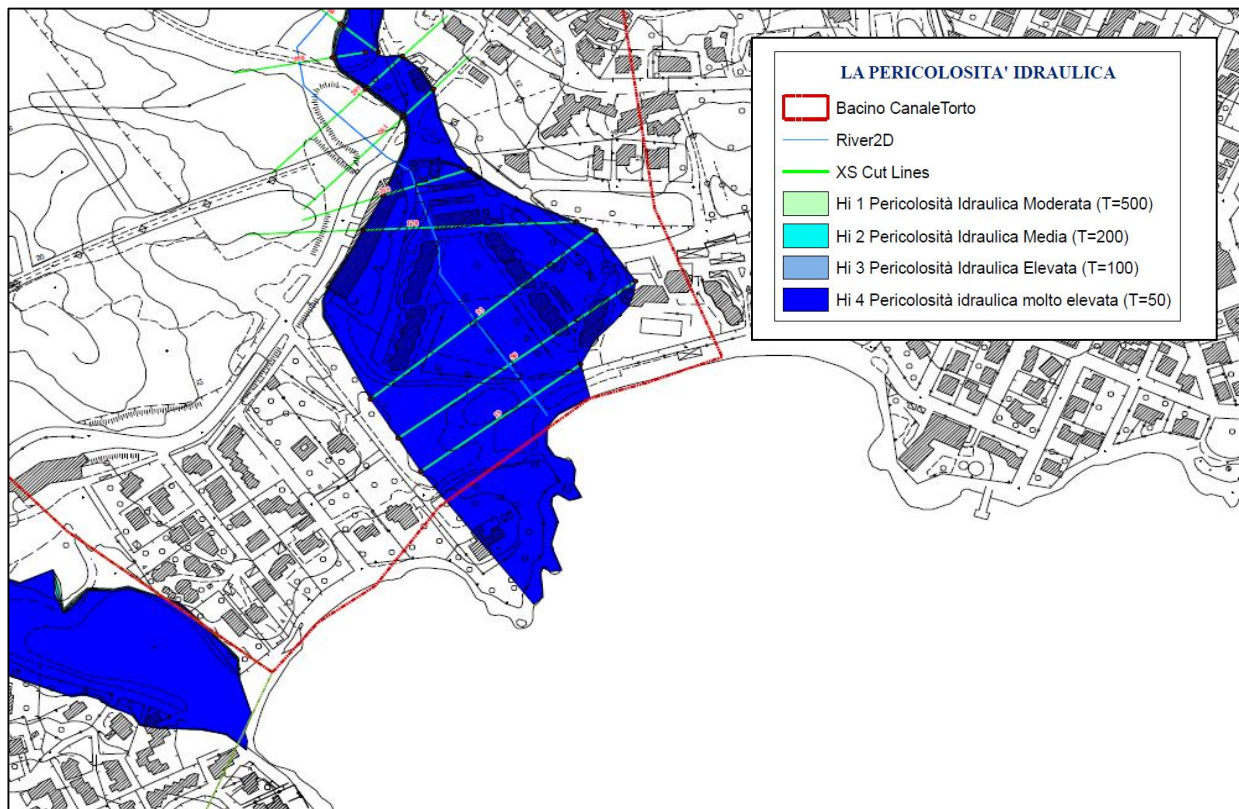 LA PERICOLOSITA' IDRAULICA
Bacino CanaleTorto
River2D
XS Cut Lines
Hi 1 Pericolosità Idraulica Moderata (T=500)
Hi 2 Pericolosità Idraulica Media (T=200)
Hi 3 Pericolosità Idraulica Elevata (T=100)
Hi 4 Pericolosità idraulica molto elevata (T=50)